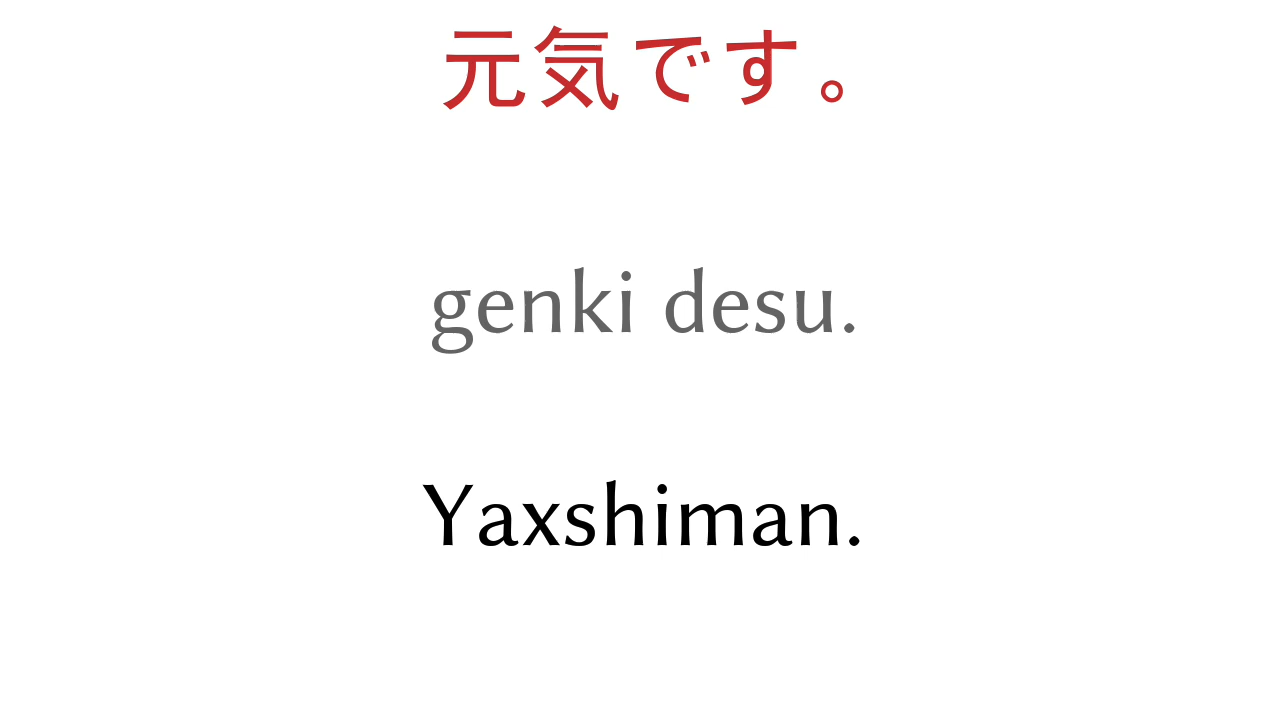 元気です。
genki desu.
Yaxshiman.